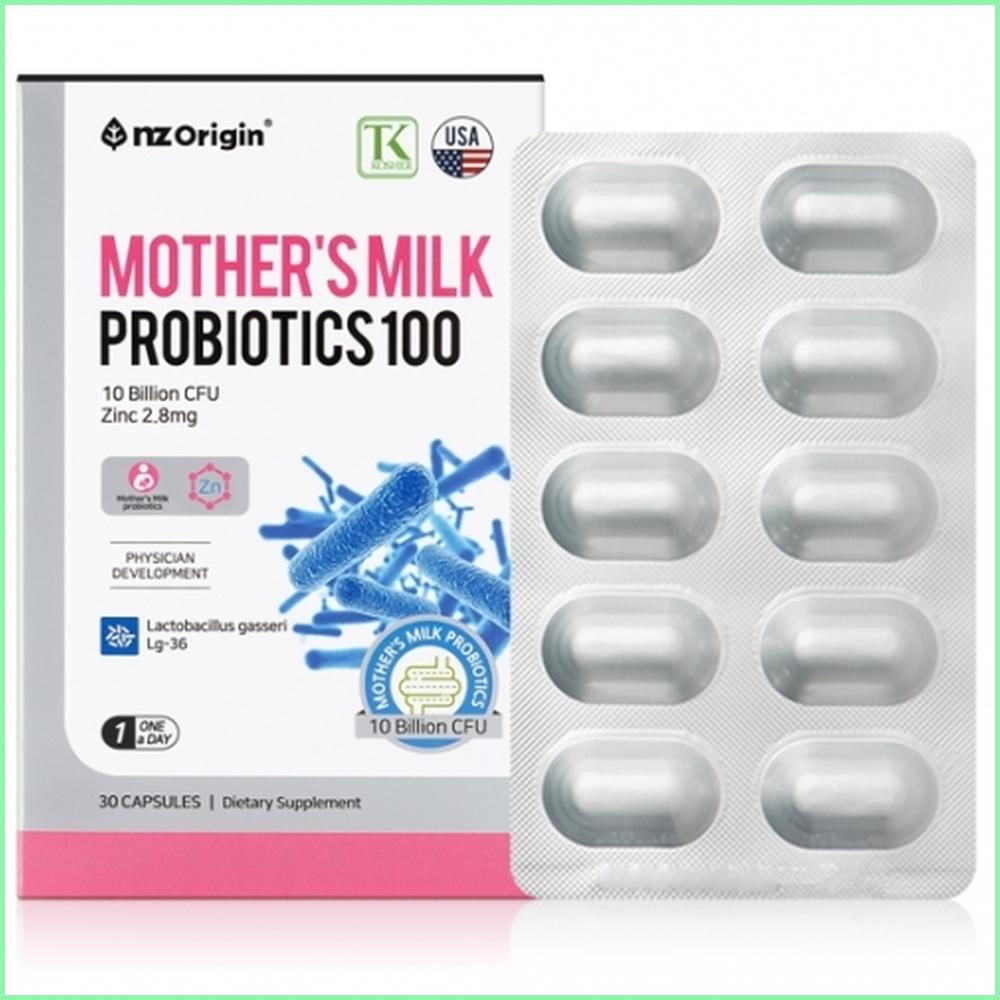 nzOrigin®
TK
KOSHER
USA
MOTHER'S MILK
PROBIOTICS 100
10 Billion CFU
Zinc 2.8mg
Mother's Milk
probiotics
Zn
PHYSICIAN
DEVELOPMENT
Lactobacillus gasseri
Lg-36
MOTHER'S MILK PROBIOTICS
10 Billion CFU
1 ONE
a DAY
30 CAPSULES | Dietary Supplement